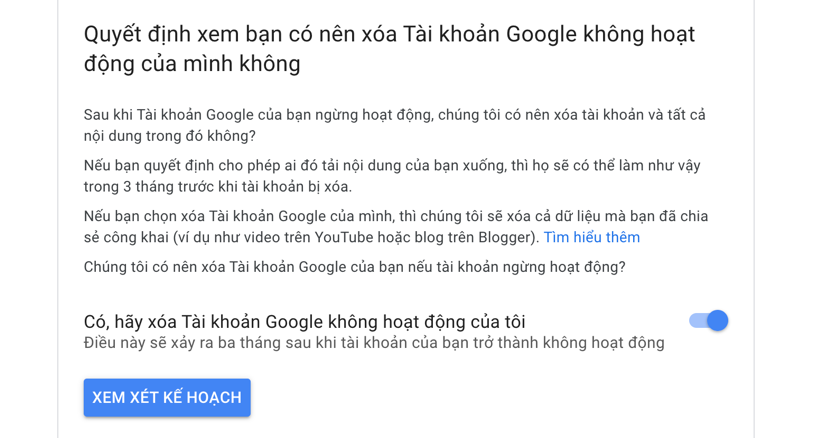 Quyết định xem bạn có nên xóa Tài khoản Google không hoạt
động của mình không
Sau khi Tài khoản Google của bạn ngừng hoạt động, chúng tôi có nên xóa tài khoản và tất cả
nội dung trong đó không?
Nếu bạn quyết định cho phép ai đó tải nội dung của bạn xuống, thì họ sẽ có thể làm như vậy
trong 3 tháng trước khi tài khoản bị xóa.
Nếu bạn chọn xóa Tài khoản Google của mình, thì chúng tôi sẽ xóa cả dữ liệu mà bạn đã chia
sẻ công khai (ví dụ như video trên YouTube hoặc blog trên Blogger). Tìm hiểu thêm
Chúng tôi có nên xóa Tài khoản Google của bạn nếu tài khoản ngừng hoạt động?
Có, hãy xóa Tài khoản Google không hoạt động của tôi
Điều này sẽ xảy ra ba tháng sau khi tài khoản của bạn trở thành không hoạt động
XEM XÉT KẾ HOẠCH